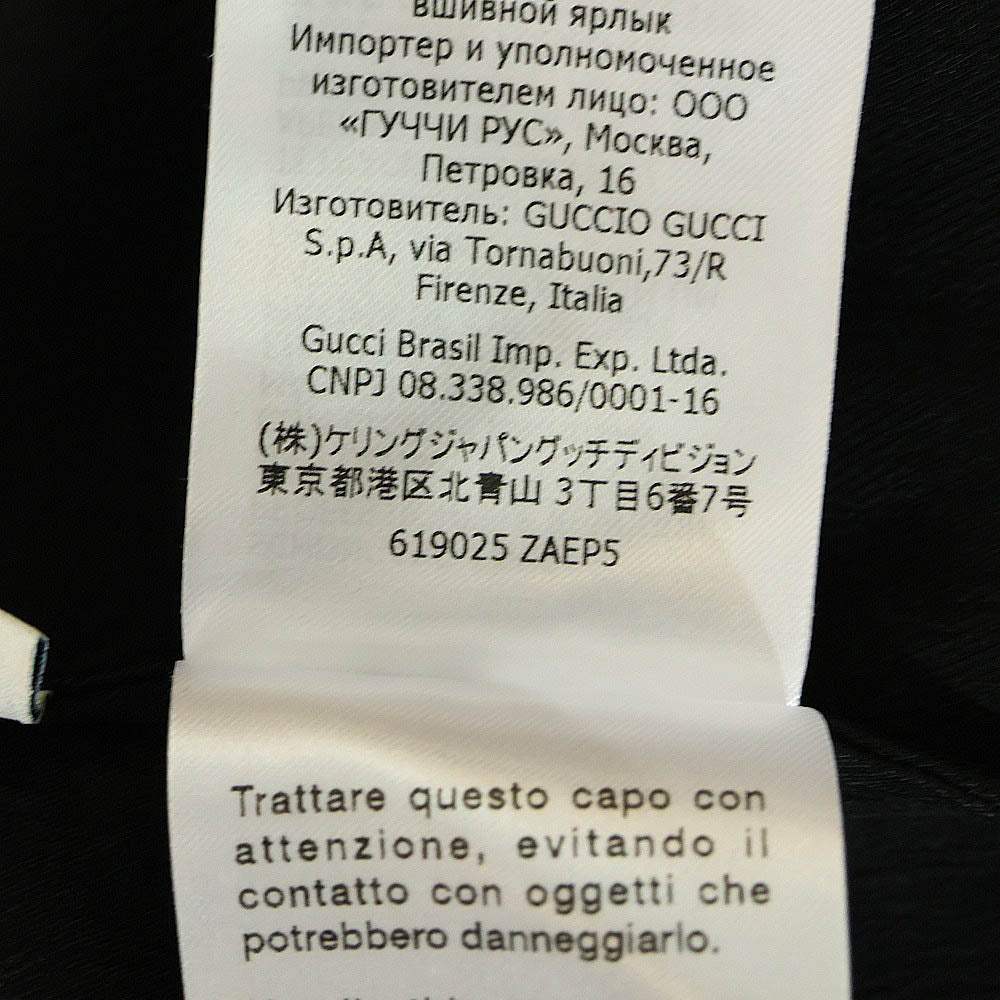 вшивной ярлык
Импортер и уполномоченное
изготовителем лицо: ООО
«ГУЧЧИ РУС», Москва,
Петровка, 16
Изготовитель: GUCCIO GUCCI
S.p.A, via Tornabuoni,73/R
Firenze, Italia
Gucci Brasil Imp. Exp. Ltda.
CNPJ 08.338.986/0001-16
(株)ケリングジャパングッチディビジョン
東京都港区北青山 3丁目6番7号
619025 ZAEP5
Trattare questo capo con
attenzione, evitando il
contatto con oggetti che
potrebbero danneggiarlo.